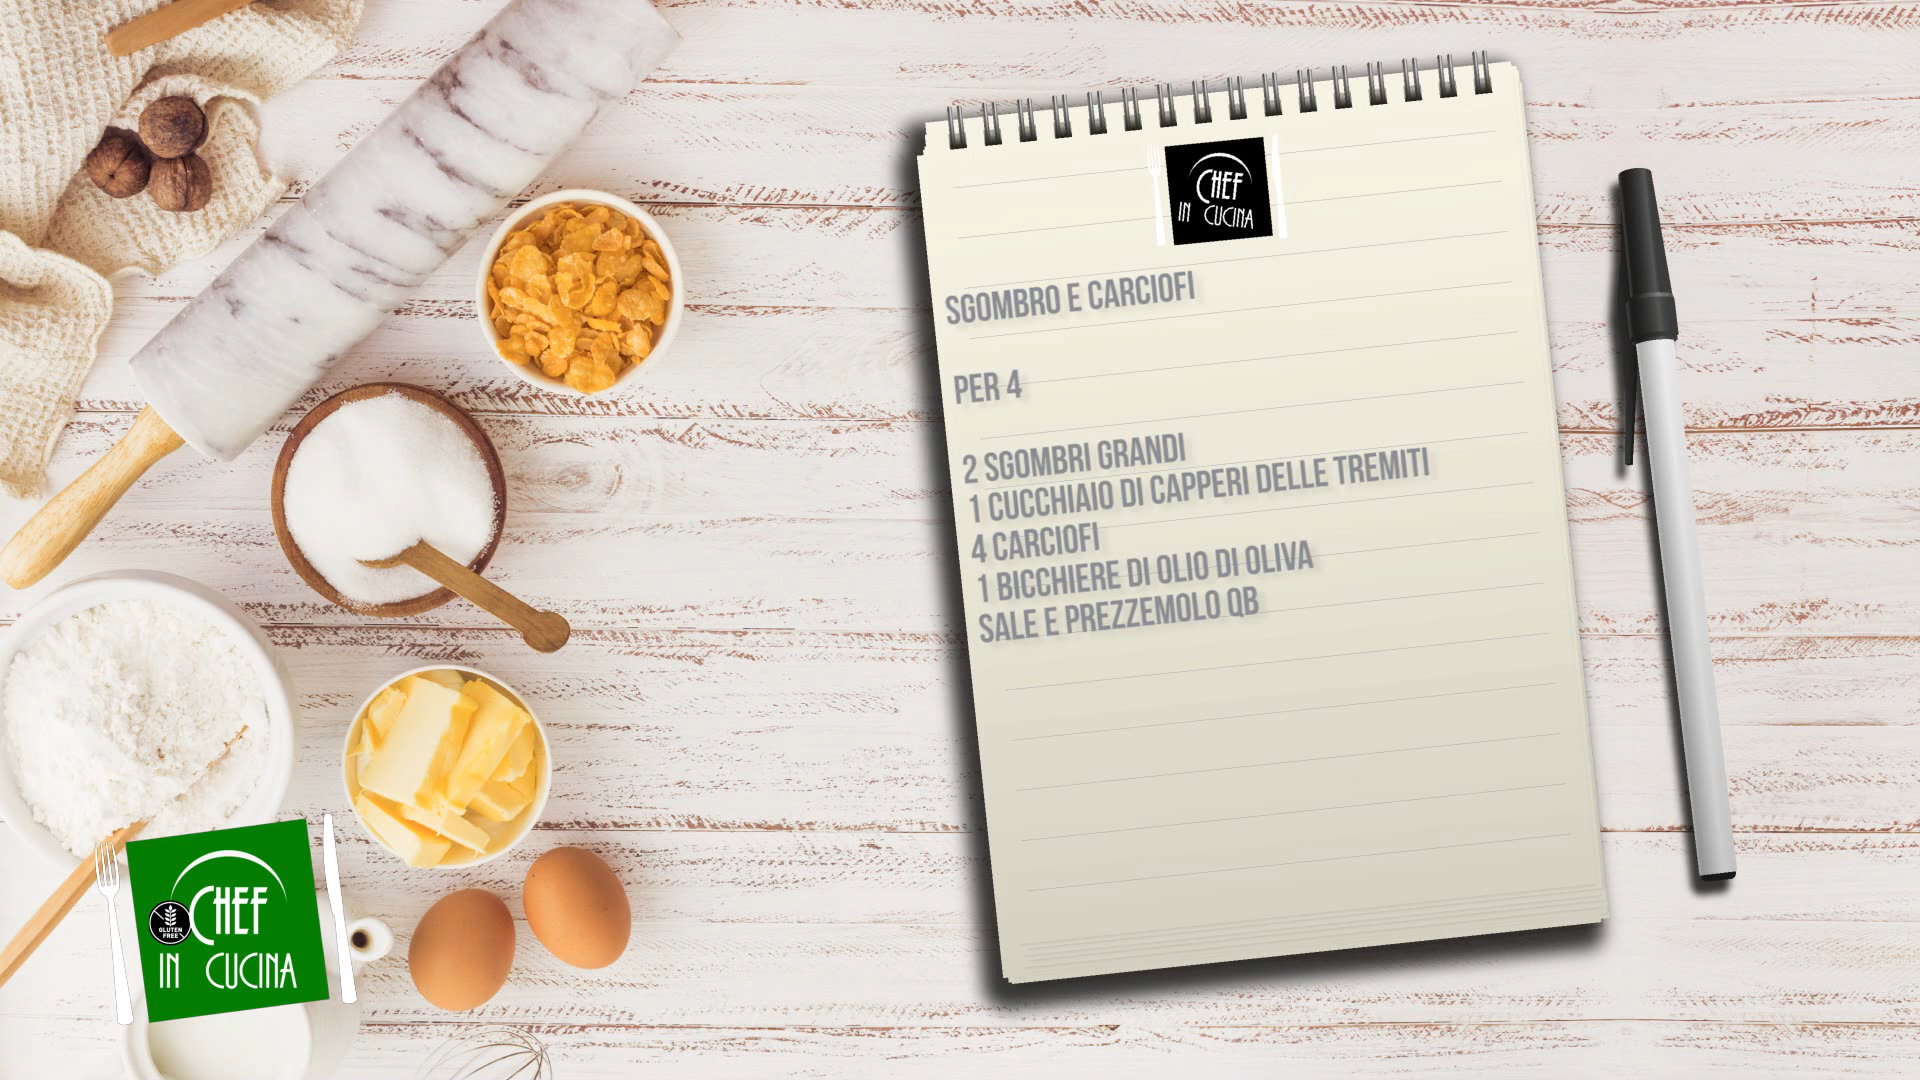 CHEF
IN CUCINA
SGOMBRO E CARCIOFI
PER 4
2 SGOMBRI GRANDI
1 CUCCHIAIO DI CAPPERI DELLE TREMITI
4 CARCIOFI
1 BICCHIERE DI OLIO DI OLIVA
SALE E PREZZEMOLO QB
GLUTEN
FREE
CHEF
IN CUCINA